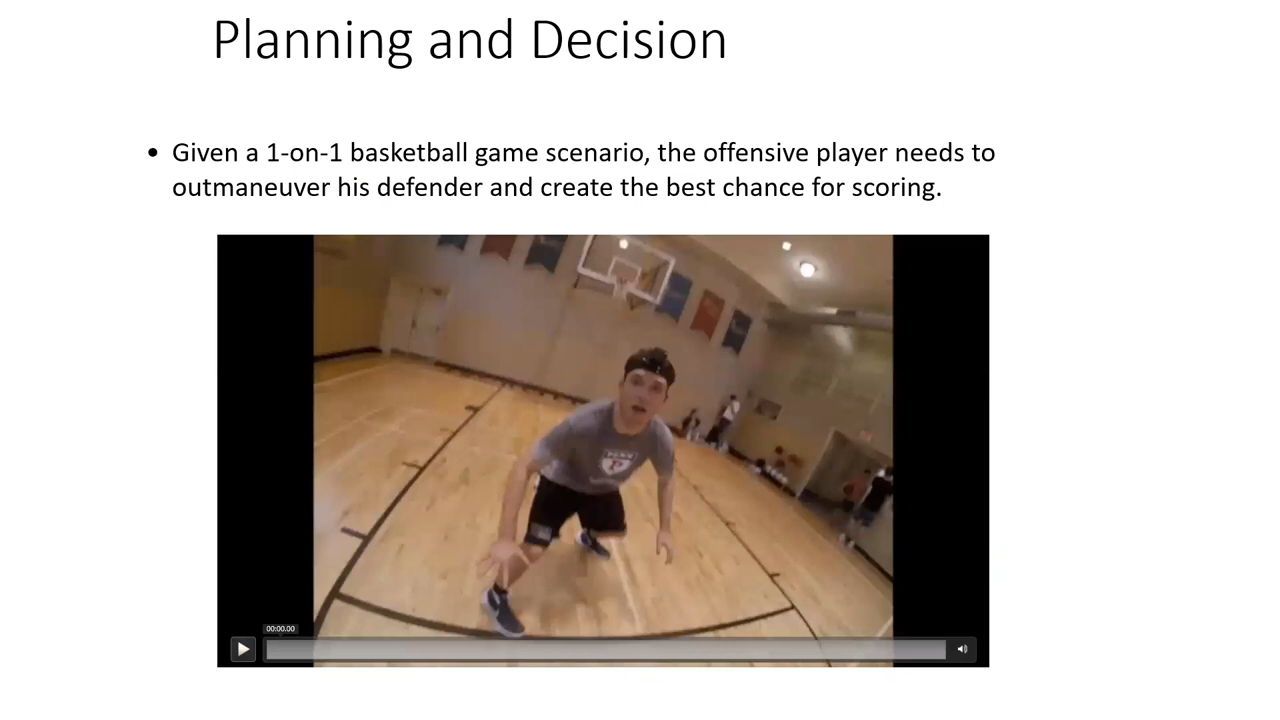 Planning and Decision
• Given a 1-on-1 basketball game scenario, the offensive player needs to
outmaneuver his defender and create the best chance for scoring.
PENN
P
00:00.00